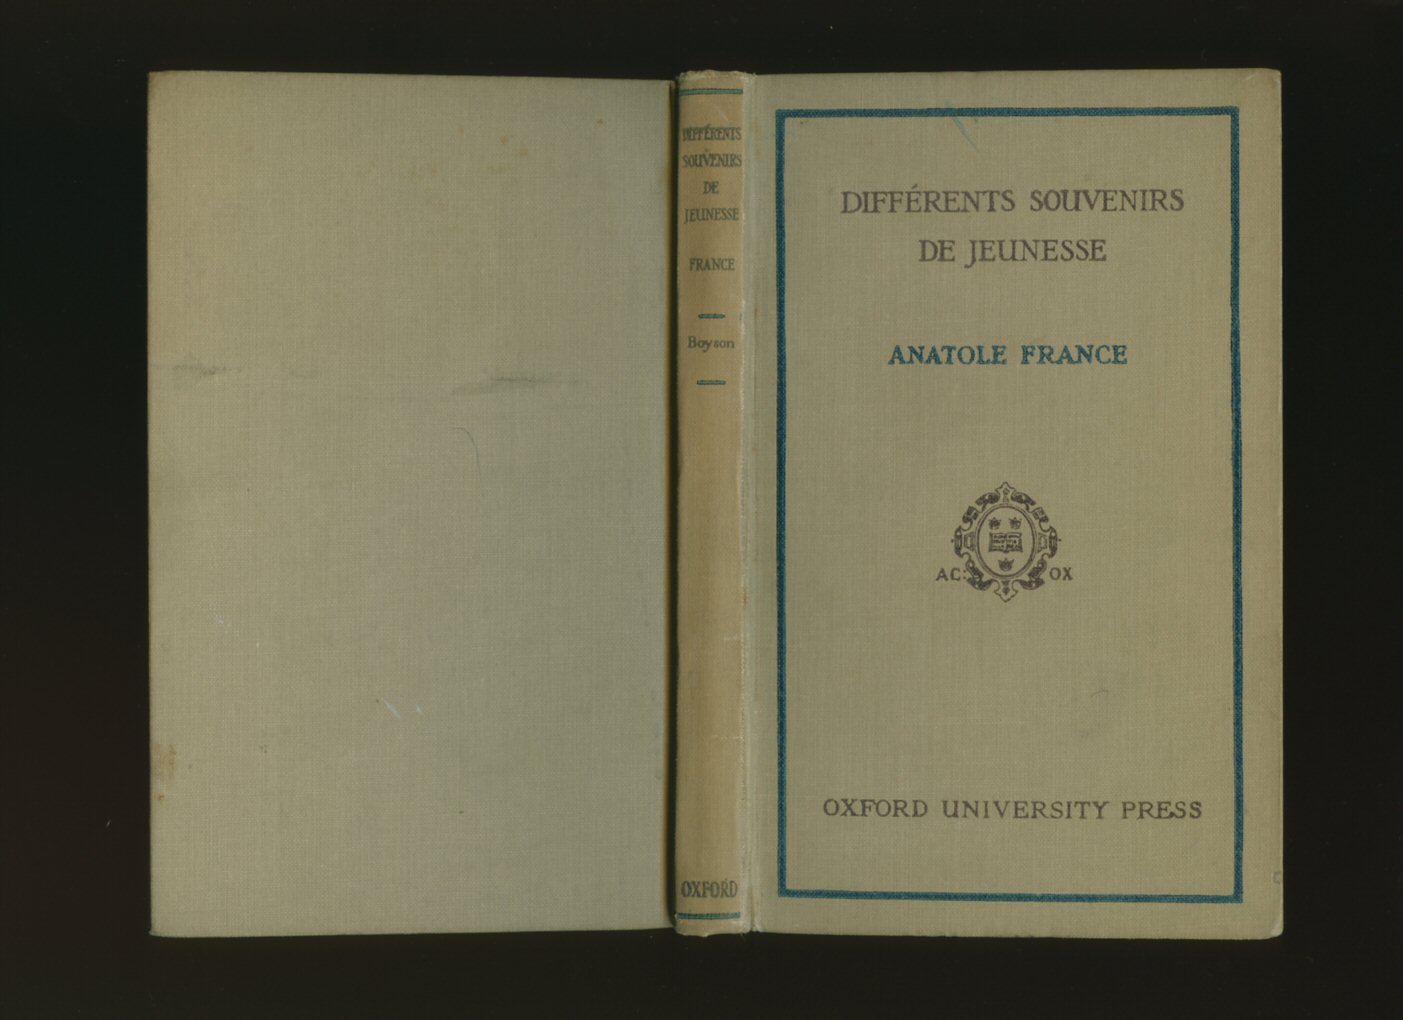 DIFFÉRENTS
SOUVENIRS
DE
JEUNESSE
FRANCE
Boyson
OXFORD
DIFFÉRENTS SOUVENIRS
DE JEUNESSE
ANATOLE FRANCE
AC: OX
OXFORD UNIVERSITY PRESS